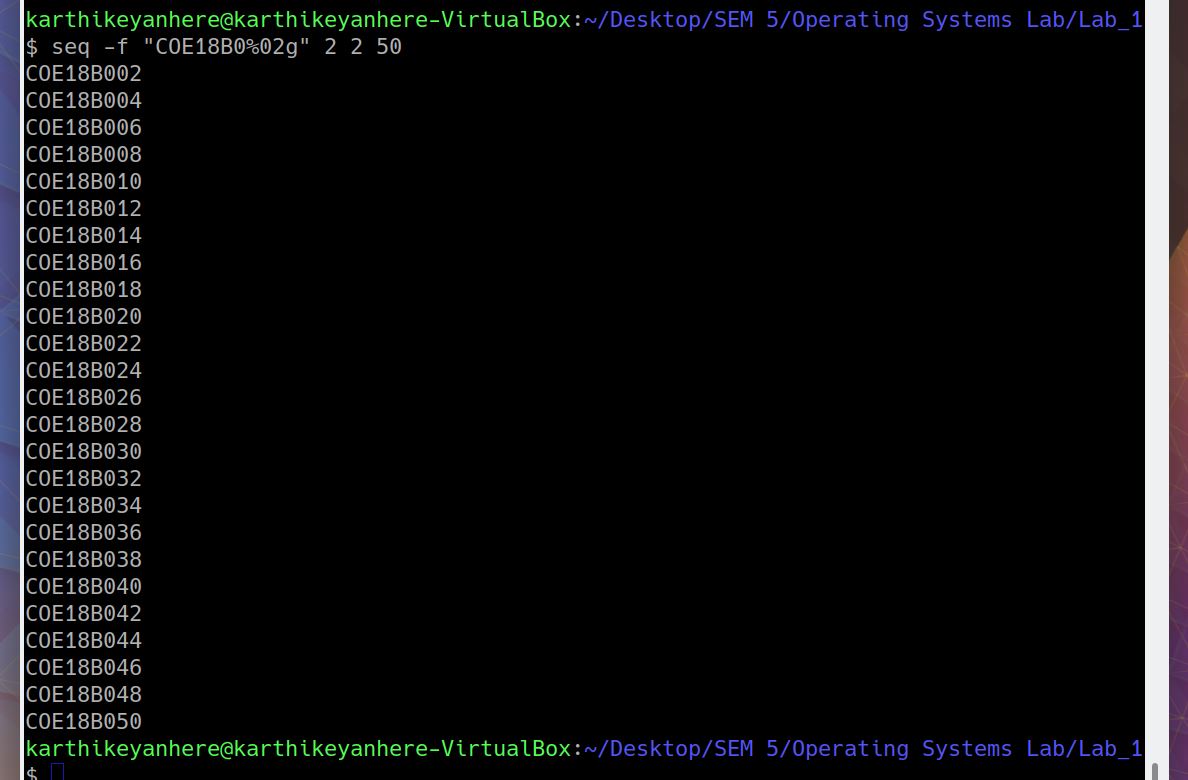 karthikeyanhere@karthikeyanhere-VirtualBox:~/Desktop/SEM 5/Operating Systems Lab/Lab_1
$ seq -f "COE18B0%02g" 2 2 50
COE18B002
COE18B004
COE18B006
COE18B008
COE18B010
COE18B012
COE18B014
COE18B016
COE18B018
COE18B020
COE18B022
COE18B024
COE18B026
COE18B028
COE18B030
COE18B032
COE18B034
COE18B036
COE18B038
COE18B040
COE18B042
COE18B044
COE18B046
COE18B048
COE18B050
karthikeyanhere@karthikeyanhere-VirtualBox:~/Desktop/SEM 5/Operating Systems Lab/Lab_1
$